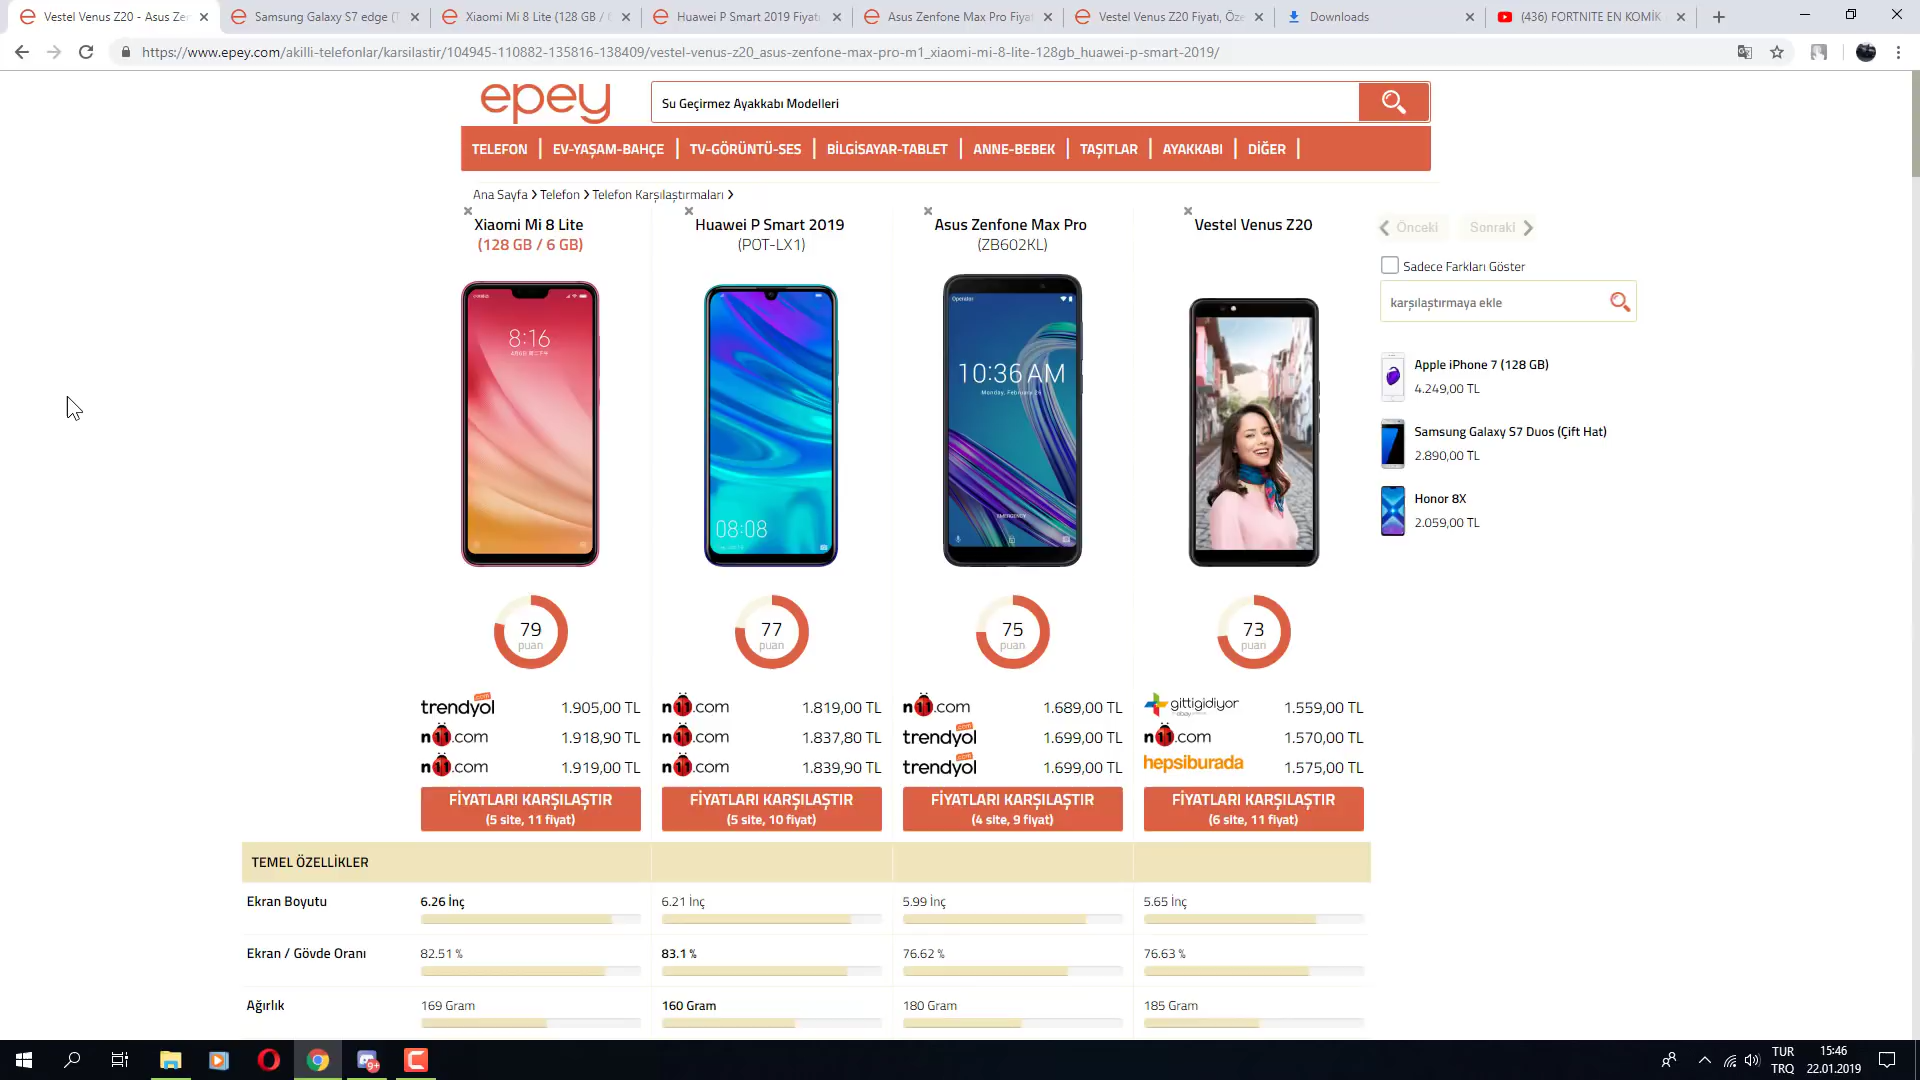 Vestel Venus Z20 - Asus Ze
Samsung Galaxy S7 edge (
Xiaomi Mi 8 Lite (128 GB /
Huawei P Smart 2019 Fiyatı
Asus Zenfone Max Pro Fiya
Vestel Venus Z20 Fiyatı, Öze
Downloads
(436) FORTNITE EN KOMİK
https://www.epey.com/akilli-telefonlar/karsilastir/104945-110882-135816-138409/vestel-venus-z20_asus-zenfone-max-pro-m1_xiaomi-mi-8-lite-128gb_huawei-p-smart-2019/
epey
Su Geçirmez Ayakkabı Modelleri
TELEFON EV-YAŞAM-BAHÇE TV-GÖRÜNTÜ-SES BİLGİSAYAR-TABLET ANNE-BEBEK TAŞITLAR AYAKKABI DİĞER
Ana Sayfa > Telefon > Telefon Karşılaştırmaları >
Xiaomi Mi 8 Lite
(128 GB / 6 GB)
Huawei P Smart 2019
(POT-LX1)
Asus Zenfone Max Pro
(ZB602KL)
Vestel Venus Z20
Önceki Sonraki
Sadece Farkları Göster
karşılaştırmaya ekle
8:16
08:08
Operator
10:36 AM
EMERGENCY
Apple iPhone 7 (128 GB)
4.249,00 TL
Samsung Galaxy S7 Duos (Çift Hat)
2.890,00 TL
Honor 8X
2.059,00 TL
79 puan
77 puan
75 puan
73 puan
trendyol.com 1.905,00 TL n11.com 1.819,00 TL n11.com 1.689,00 TL gittigidiyor 1.559,00 TL
n11.com 1.918,90 TL n11.com 1.837,80 TL trendyol.com 1.699,00 TL n11.com 1.570,00 TL
n11.com 1.919,00 TL n11.com 1.839,90 TL trendyol.com 1.699,00 TL hepsiburada 1.575,00 TL
FİYATLARI KARŞILAŞTIR FİYATLARI KARŞILAŞTIR FİYATLARI KARŞILAŞTIR FİYATLARI KARŞILAŞTIR
(5 site, 11 fiyat) (5 site, 10 fiyat) (4 site, 9 fiyat) (6 site, 11 fiyat)
TEMEL ÖZELLİKLER
Ekran Boyutu 6.26 İnç 6.21 İnç 5.99 İnç 5.65 İnç
Ekran / Gövde Oranı 82.51 % 83.1 % 76.62 % 76.63 %
Ağırlık 169 Gram 160 Gram 180 Gram 185 Gram
9+
TUR
TRQ
15:46
22.01.2019